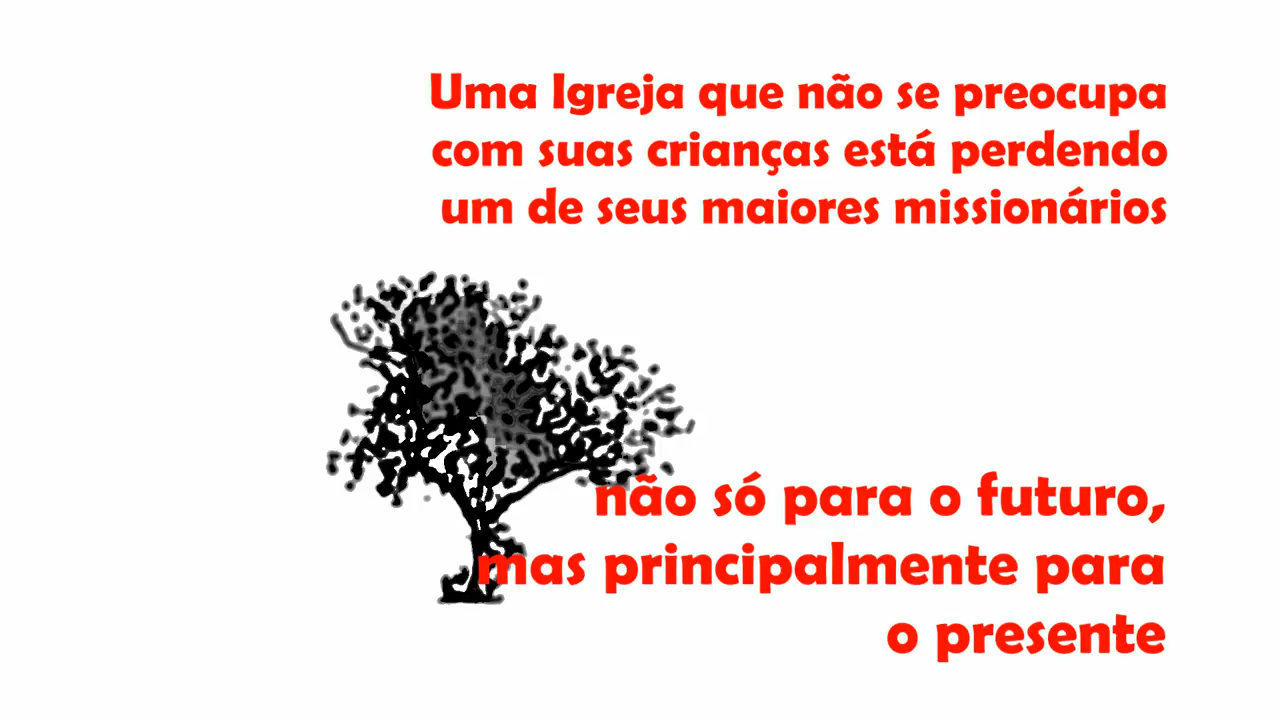 Uma Igreja que não se preocupa
com suas crianças está perdendo
um de seus maiores missionários
não só para o futuro,
mas principalmente para
o presente